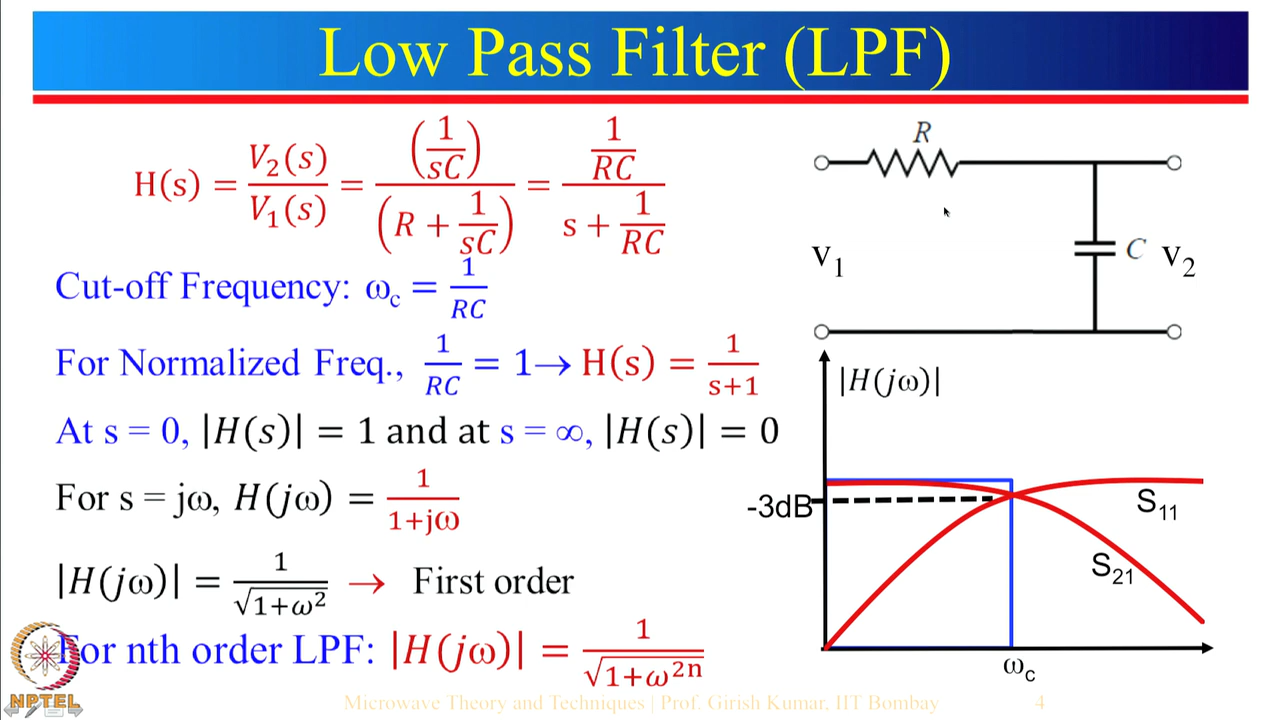 Low Pass Filter (LPF)
H(s) = V₂(s)/V₁(s) = (1/sC)/(R + 1/sC) = (1/RC)/(s + 1/RC)
Cut-off Frequency: ω_c = 1/RC
For Normalized Freq., 1/RC = 1→ H(s) = 1/(s+1)
At s = 0, |H(s)| = 1 and at s = ∞, |H(s)| = 0
For s = jω, H(jω) = 1/(1+jω)
|H(jω)| = 1/√(1+ω²) → First order
For nth order LPF: |H(jω)| = 1/√(1+ω²ⁿ)
R
V₁
C
V₂
|H(jω)|
-3dB
S₁₁
S₂₁
ω_c
NPTEL
Microwave Theory and Techniques | Prof. Girish Kumar, IIT Bombay
4